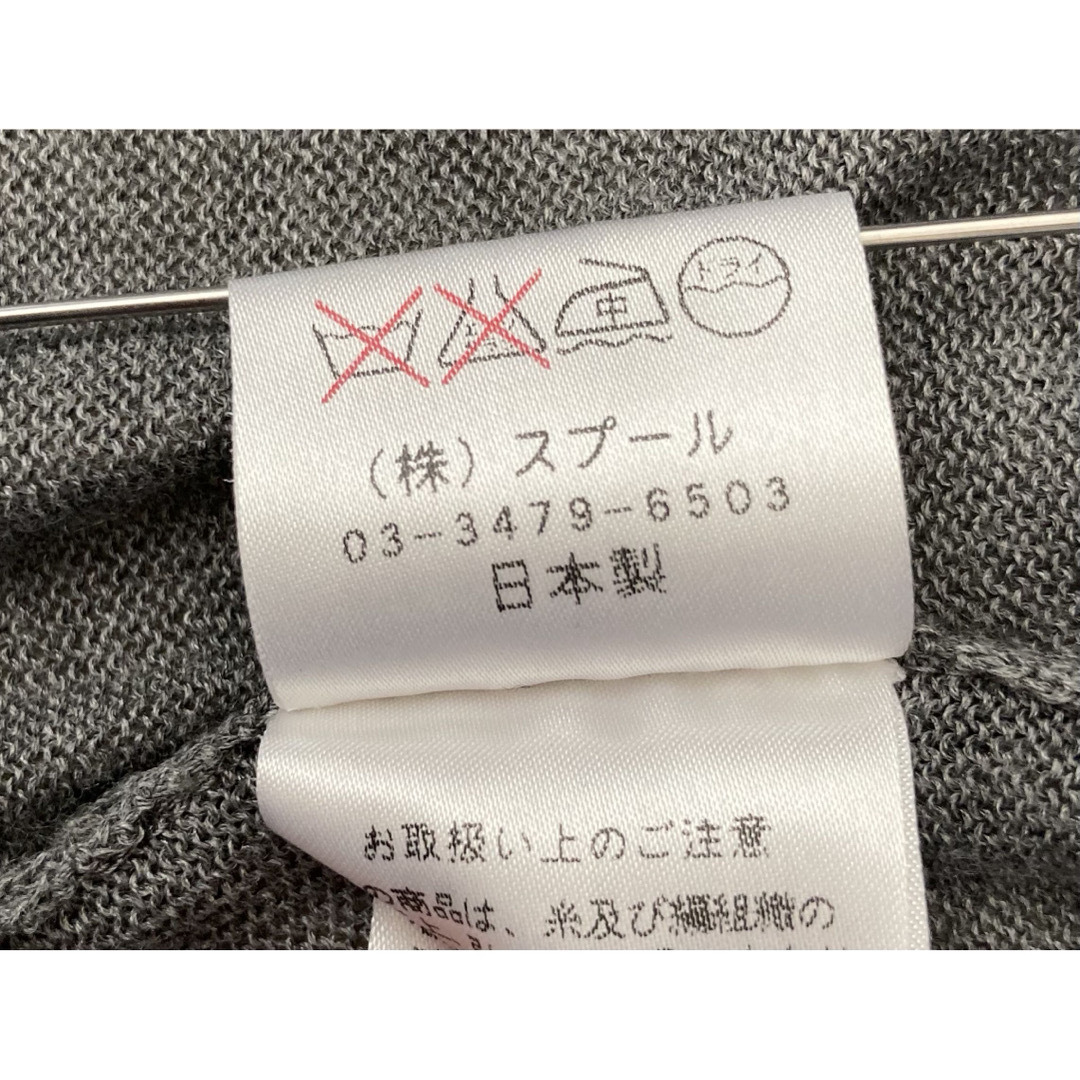 中
ドライ
（株）スプール
03-3479-6503
日本製
お取扱い上のご注意
の商品は、糸及び編組織の